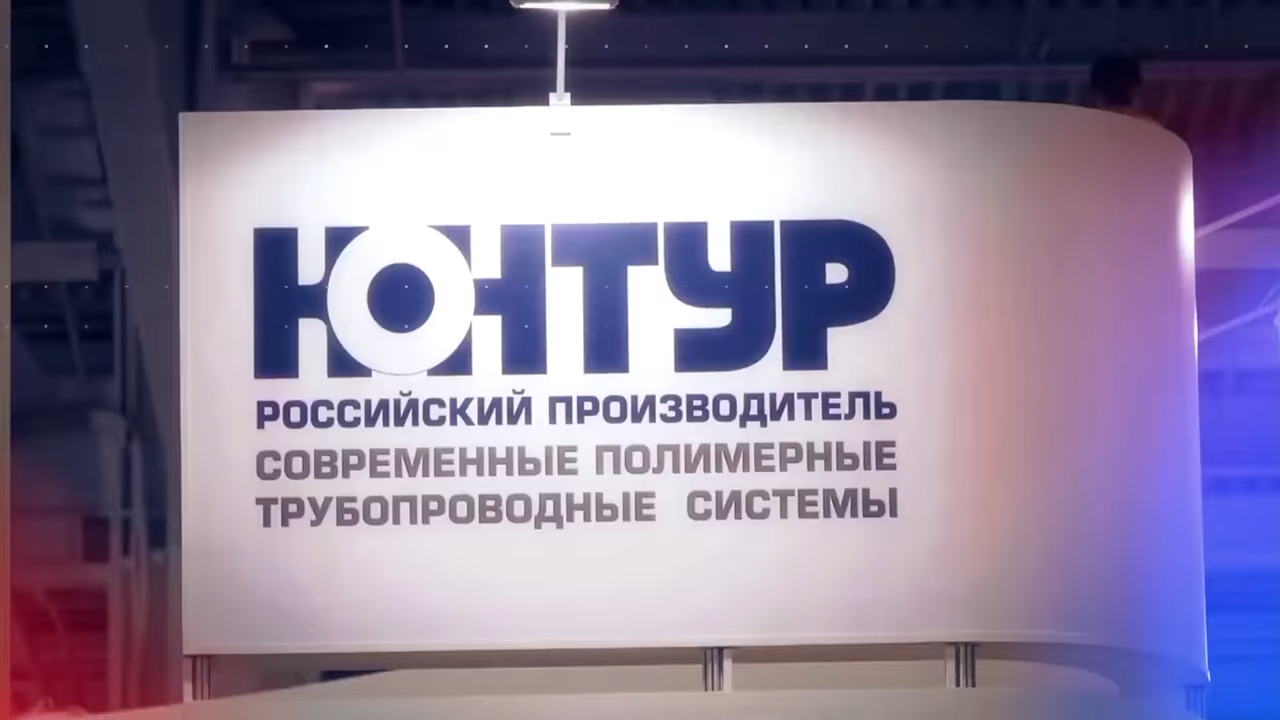 КОНТУР
РОССИЙСКИЙ ПРОИЗВОДИТЕЛЬ
СОВРЕМЕННЫЕ ПОЛИМЕРНЫЕ
ТРУБОПРОВОДНЫЕ СИСТЕМЫ